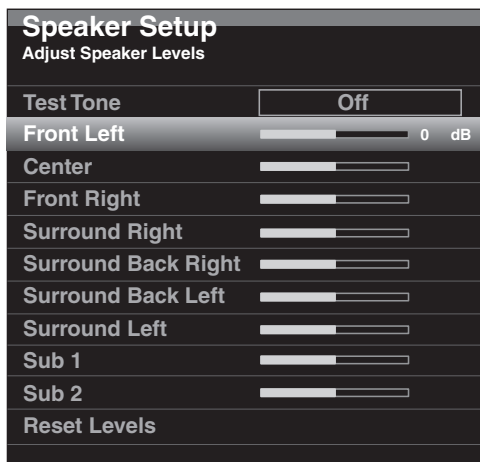 Speaker Setup
Adjust Speaker Levels
Test Tone Off
Front Left 0 dB
Center
Front Right
Surround Right
Surround Back Right
Surround Back Left
Surround Left
Sub 1
Sub 2
Reset Levels